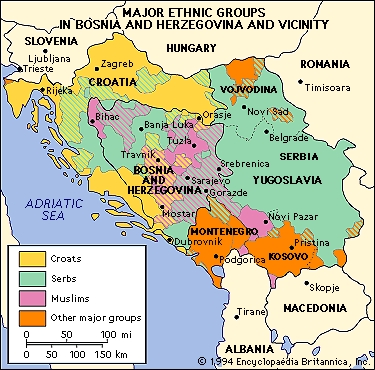 MAJOR ETHNIC GROUPS
IN BOSNIA AND HERZEGOVINA AND VICINITY
SLOVENIA
Ljubljana
Trieste
Rijeka
Zagreb
CROATIA
HUNGARY
ROMANIA
Timisoara
VOJVODINA
Novi Sad
Belgrade
Orasje
Bihac
Banja Luka
Tuzla
Travnik
BOSNIA
AND
HERZEGOVINA
Srebrenica
Sarajevo
Gorazde
SERBIA
YUGOSLAVIA
ADRIATIC
SEA
Mostar
Novi Pazar
Dubrovnik
MONTENEGRO
Podgorica
Pristina
KOSOVO
Skopje
MACEDONIA
Tirane
ALBANIA
Croats
Serbs
Muslims
Other major groups
0 50 100 mi
0 50 100 150 km
© 1994 Encyclopaedia Britannica, Inc.